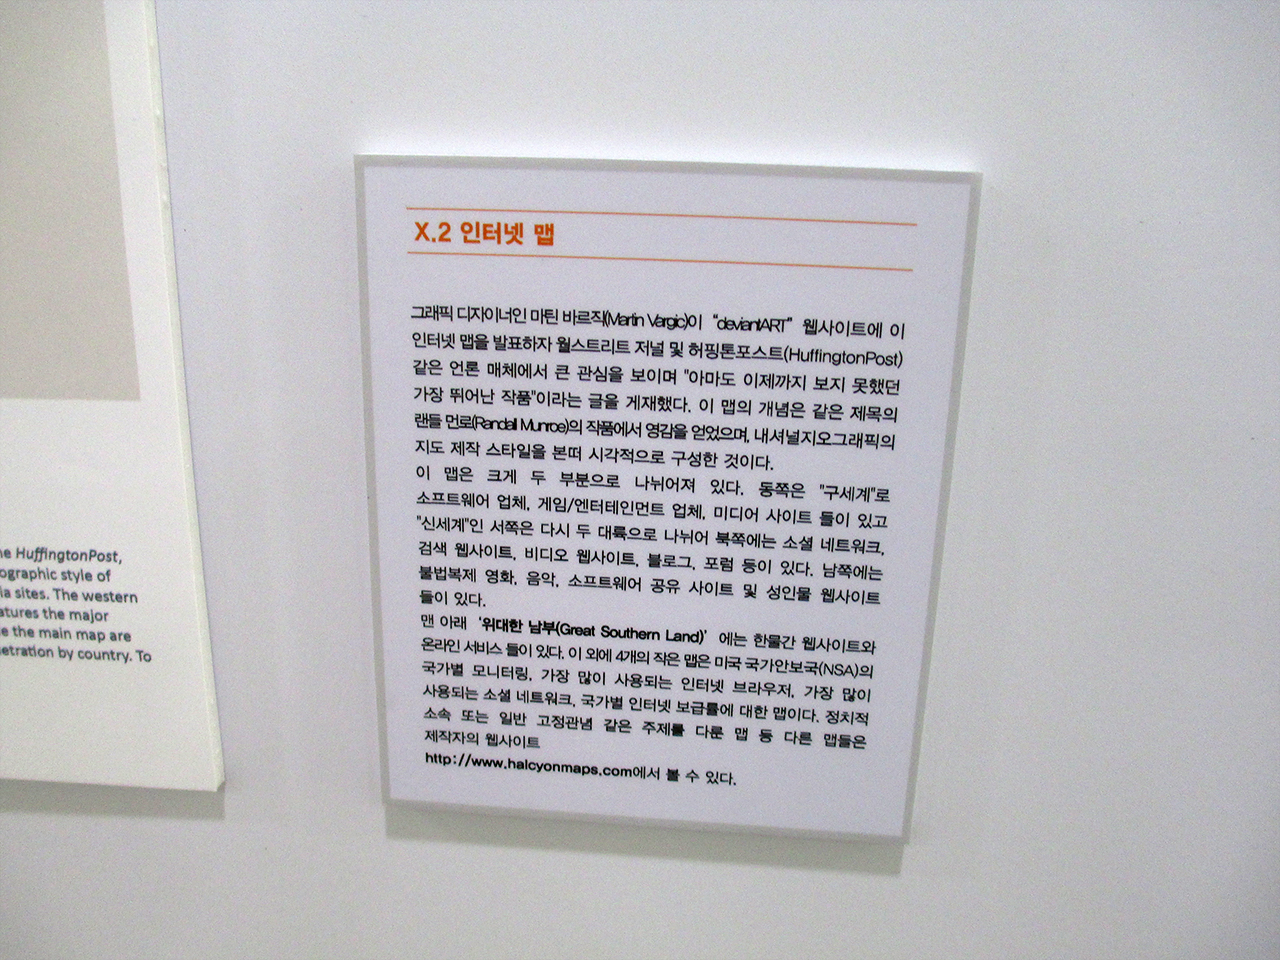 X.2 인터넷 맵
그래픽 디자이너인 마틴 바르직(Martin Vargic)이 “deviantART” 웹사이트에 이
인터넷 맵을 발표하자 월스트리트 저널 및 허핑톤포스트(HuffingtonPost)
같은 언론 매체에서 큰 관심을 보이며 "아마도 이제까지 보지 못했던
가장 뛰어난 작품"이라는 글을 게재했다. 이 맵의 개념은 같은 제목의
랜들 먼로(Randall Munroe)의 작품에서 영감을 얻었으며, 내셔널지오그래픽의
지도 제작 스타일을 본떠 시각적으로 구성한 것이다.
이 맵은 크게 두 부분으로 나뉘어져 있다. 동쪽은 "구세계"로
소프트웨어 업체, 게임/엔터테인먼트 업체, 미디어 사이트 들이 있고
"신세계"인 서쪽은 다시 두 대륙으로 나뉘어 북쪽에는 소셜 네트워크,
검색 웹사이트, 비디오 웹사이트, 블로그, 포럼 등이 있다. 남쪽에는
불법복제 영화, 음악, 소프트웨어 공유 사이트 및 성인물 웹사이트
들이 있다.
맨 아래 ‘위대한 남부(Great Southern Land)’ 에는 한물간 웹사이트와
온라인 서비스 들이 있다. 이 외에 4개의 작은 맵은 미국 국가안보국(NSA)의
국가별 모니터링, 가장 많이 사용되는 인터넷 브라우저, 가장 많이
사용되는 소셜 네트워크, 국가별 인터넷 보급률에 대한 맵이다. 정치적
소속 또는 일반 고정관념 같은 주제를 다룬 맵 등 다른 맵들은
제작자의 웹사이트
http://www.halcyonmaps.com에서 볼 수 있다.
HuffingtonPost,
ographic style of
ia sites. The western
atures the major
e the main map are
etration by country. To